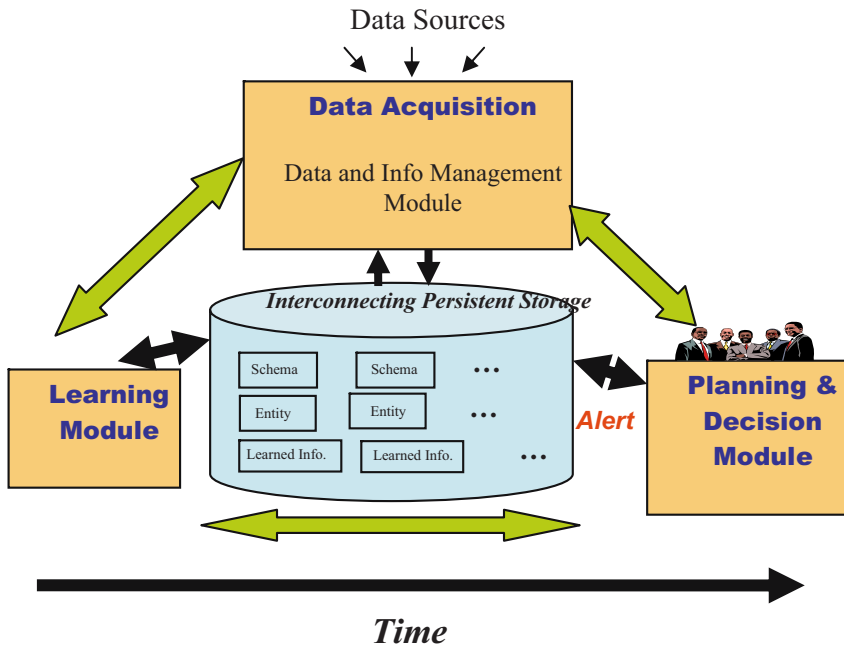 Data Sources
Data Acquisition
Data and Info Management
Module
Interconnecting Persistent Storage
Schema
Schema
...
Entity
Entity
...
Learned Info.
Learned Info.
...
Learning
Module
Alert
Planning &
Decision
Module
Time